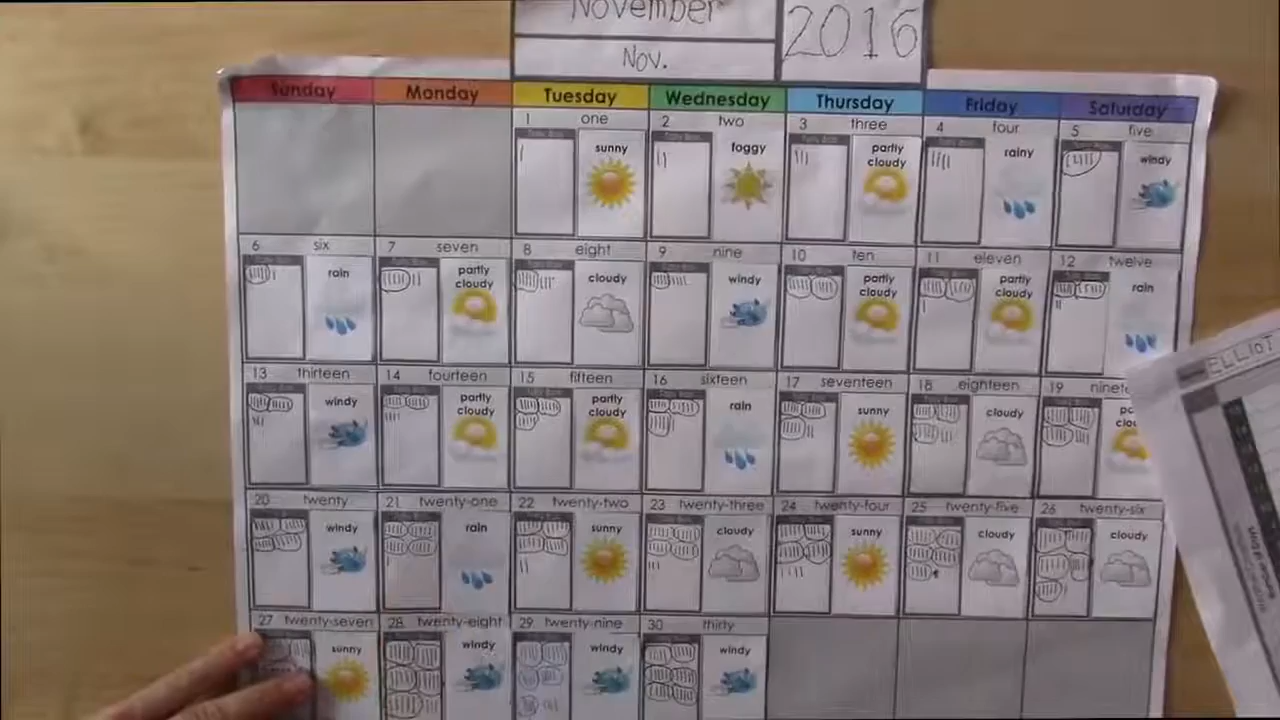 November
2016
Nov.
Sunday Monday Tuesday Wednesday Thursday Friday Saturday
1 one 2 two 3 three 4 four 5 five
sunny foggy partly cloudy rainy windy
6 six 7 seven 8 eight 9 nine 10 ten 11 eleven 12 twelve
rain partly cloudy cloudy windy partly cloudy partly cloudy rain
13 thirteen 14 fourteen 15 fifteen 16 sixteen 17 seventeen 18 eighteen 19
windy partly cloudy partly cloudy rain sunny cloudy
20 twenty 21 twenty-one 22 twenty-two 23 twenty-three 24 twenty-four 25 twenty-five 26 twenty-six
windy rain sunny cloudy sunny cloudy cloudy
27 twenty-seven 28 twenty-eight 29 twenty-nine 30 thirty
sunny windy windy windy
ELLIOT